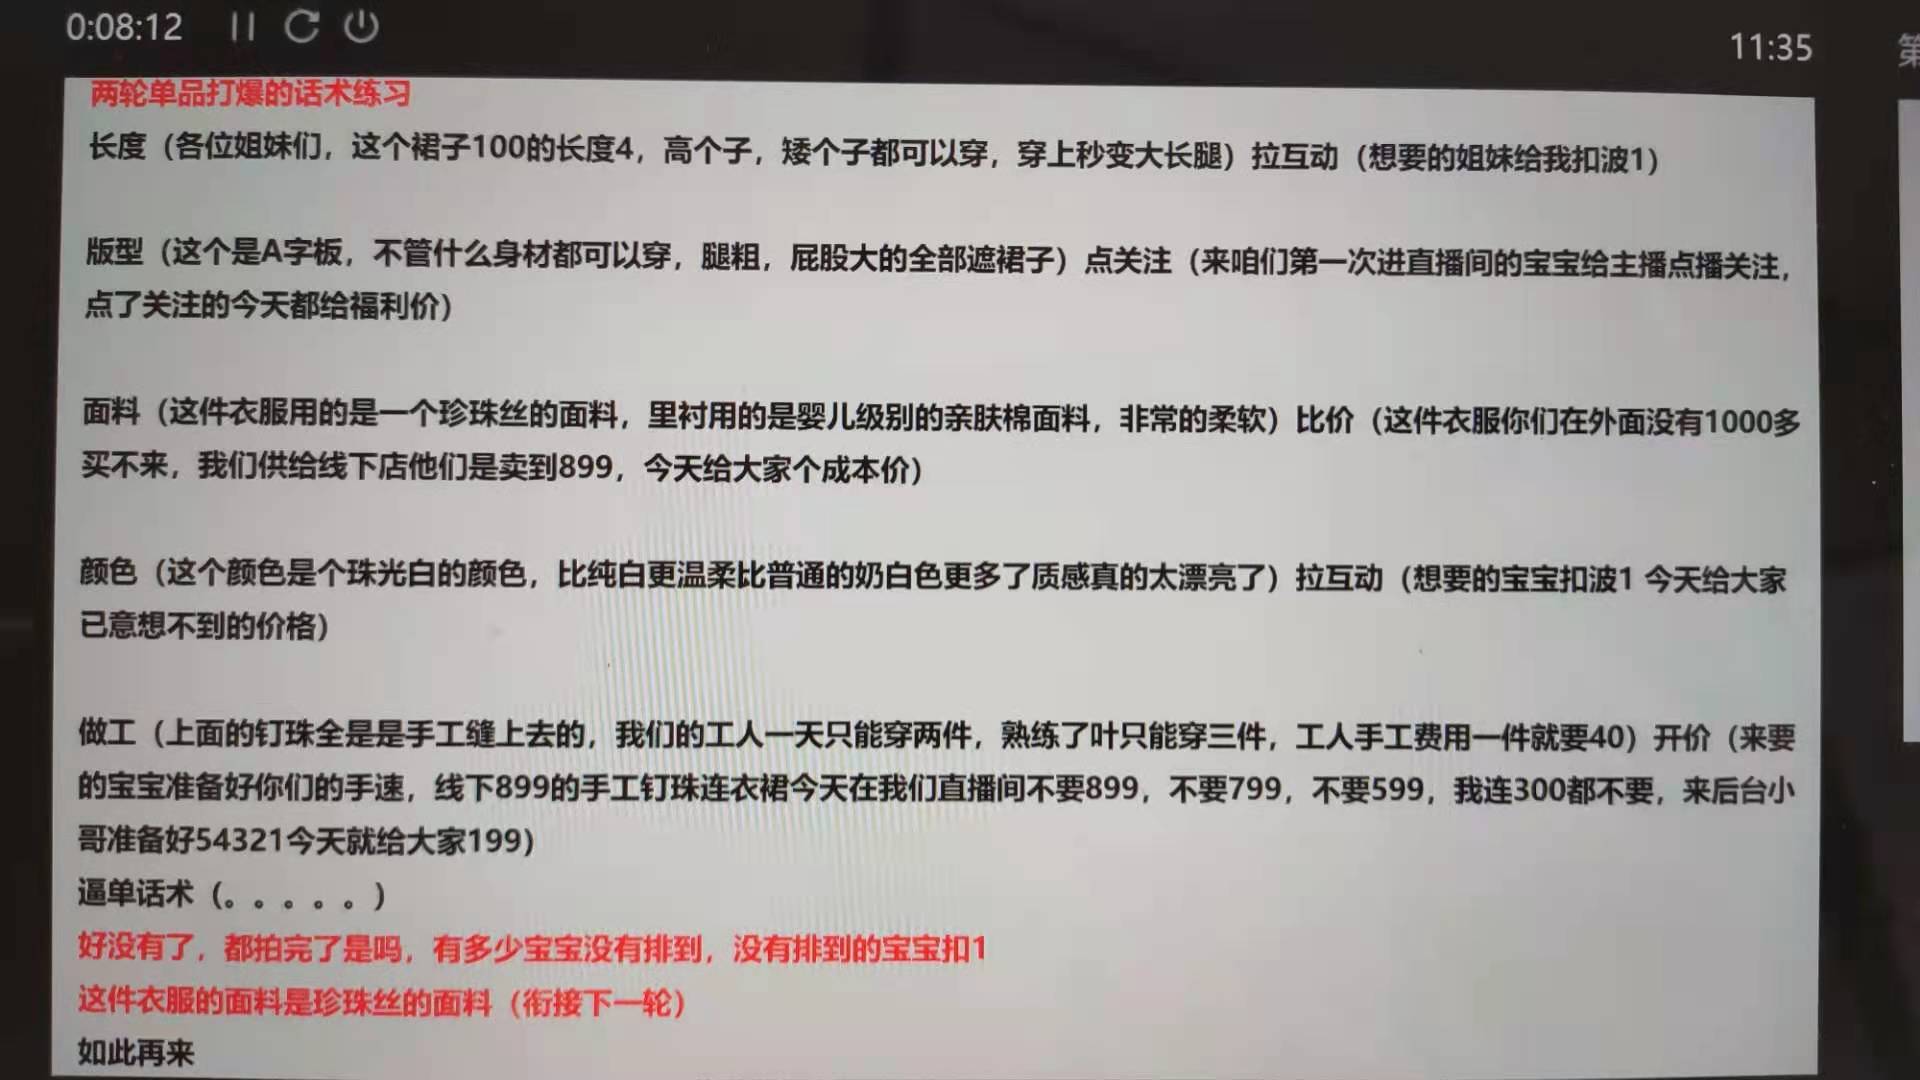 0:08:12
11:35
第
两轮单品打爆的话术练习
长度（各位姐妹们，这个裙子100的长度4，高个子，矮个子都可以穿，穿上秒变大长腿）拉互动（想要的姐妹给我扣波1）
版型（这个是A字板，不管什么身材都可以穿，腿粗，屁股大的全部遮裙子）点关注（来咱们第一次进直播间的宝宝给主播点播关注，
点了关注的今天都给福利价）
面料（这件衣服用的是一个珍珠丝的面料，里衬用的是婴儿级别的亲肤棉面料，非常的柔软）比价（这件衣服你们在外面没有1000多
买不来，我们供给线下店他们是卖到899，今天给大家个成本价）
颜色（这个颜色是个珠光白的颜色，比纯白更温柔比普通的奶白色更多了质感真的太漂亮了）拉互动（想要的宝宝扣波1 今天给大家
已意想不到的价格）
做工（上面的钉珠全是是手工缝上去的，我们的工人一天只能穿两件，熟练了叶只能穿三件，工人手工费用一件就要40）开价（来要
的宝宝准备好你们的手速，线下899的手工钉珠连衣裙今天在我们直播间不要899，不要799，不要599，我连300都不要，来后台小
哥准备好54321今天就给大家199）
逼单话术（。。。。。）
好没有了，都拍完了是吗，有多少宝宝没有排到，没有排到的宝宝扣1
这件衣服的面料是珍珠丝的面料（衔接下一轮）
如此再来